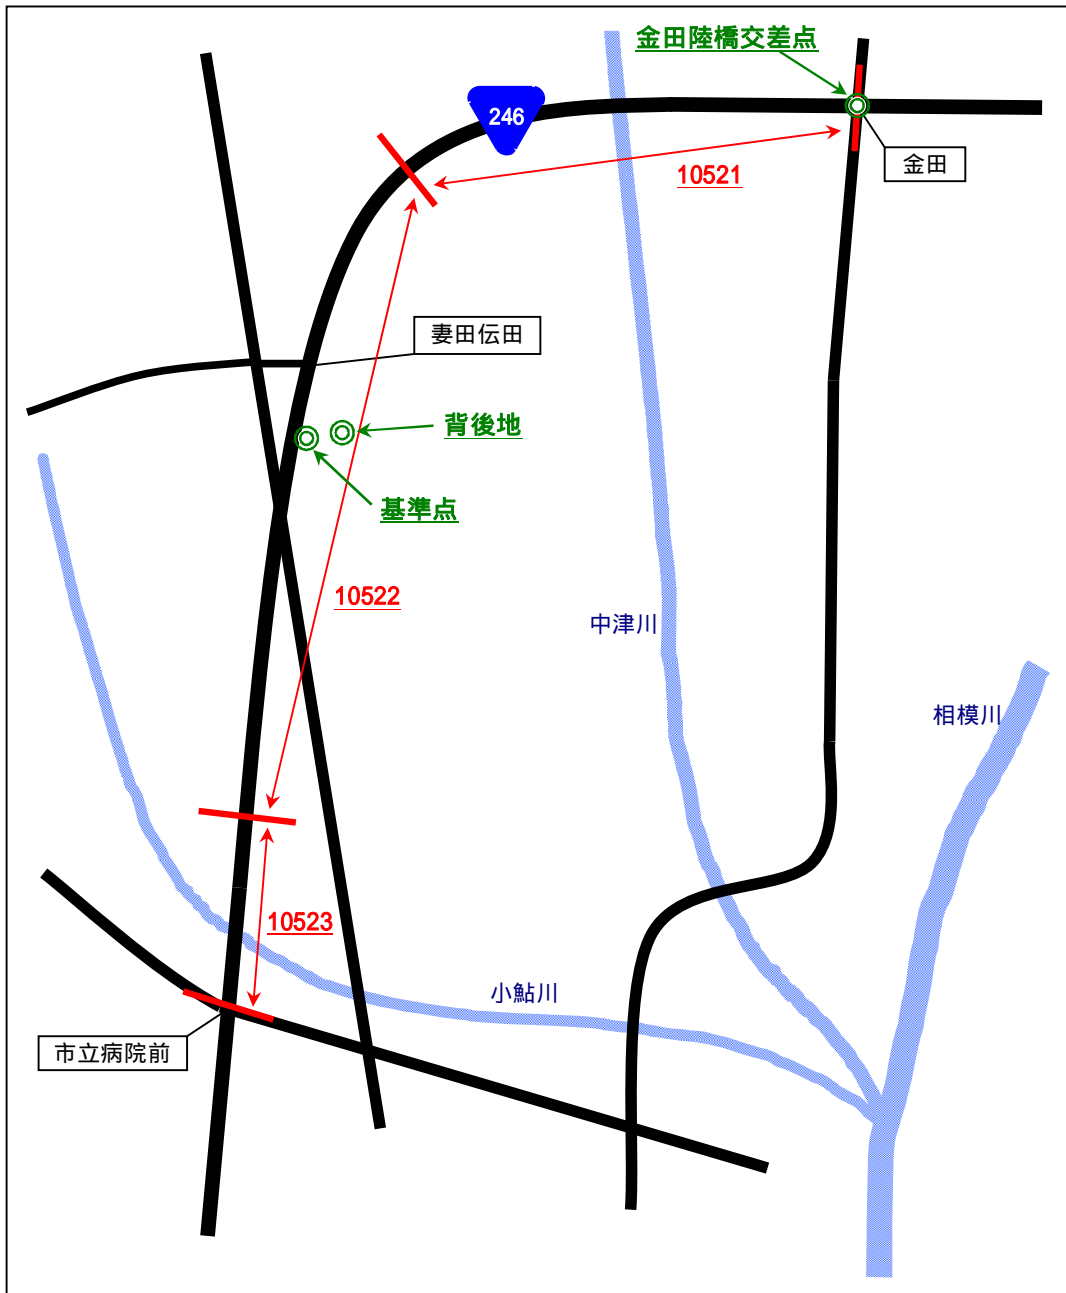 金田陸橋交差点
246
金田
10521
妻田伝田
背後地
基準点
10522
中津川
相模川
10523
小鮎川
市立病院前